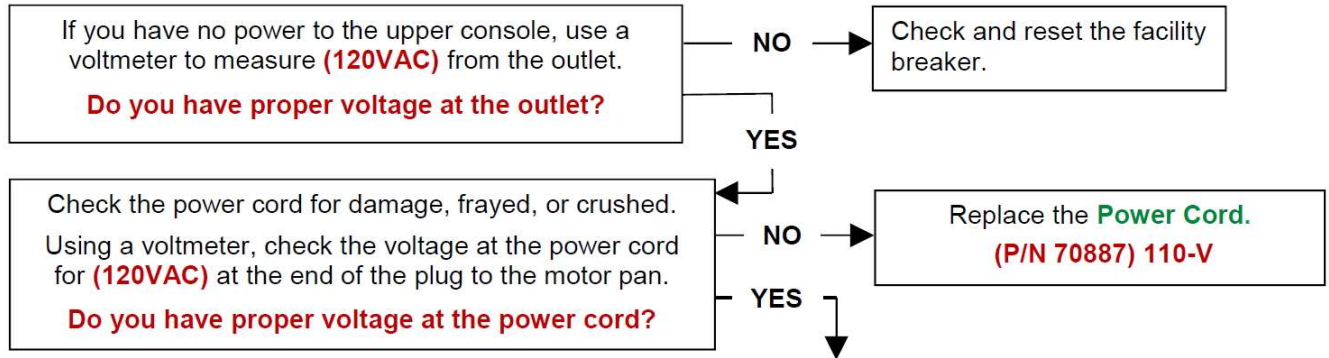 If you have no power to the upper console, use a
voltmeter to measure (120VAC) from the outlet.
Do you have proper voltage at the outlet?
NO
Check and reset the facility
breaker.
YES
Check the power cord for damage, frayed, or crushed.
Using a voltmeter, check the voltage at the power cord
for (120VAC) at the end of the plug to the motor pan.
Do you have proper voltage at the power cord?
NO
Replace the Power Cord.
(P/N 70887) 110-V
YES